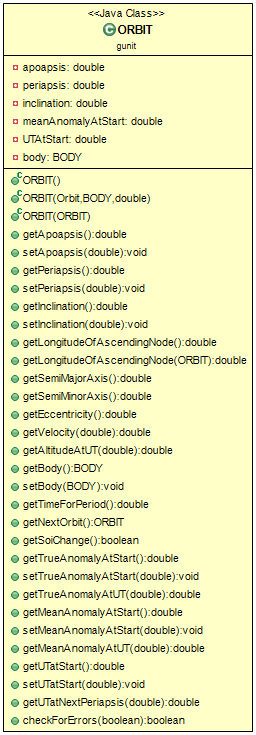 <<Java Class>>
ORBIT
gunit
apoapsis: double
periapsis: double
inclination: double
meanAnomalyAtStart: double
UTAtStart: double
body: BODY
ORBIT()
ORBIT(Orbit,BODY,double)
ORBIT(ORBIT)
getApoapsis():double
setApoapsis(double):void
getPeriapsis():double
setPeriapsis(double):void
getInclination():double
setInclination(double):void
getLongitudeOfAscendingNode():double
getLongitudeOfAscendingNode(ORBIT):double
getSemiMajorAxis():double
getSemiMinorAxis():double
getEccentricity():double
getVelocity(double):double
getAltitudeAtUT(double):double
getBody():BODY
setBody(BODY):void
getTimeForPeriod():double
getNextOrbit():ORBIT
getSoiChange():boolean
getTrueAnomalyAtStart():double
setTrueAnomalyAtStart(double):void
getTrueAnomalyAtUT(double):double
getMeanAnomalyAtStart():double
setMeanAnomalyAtStart(double):void
getMeanAnomalyAtUT(double):double
getUTatStart():double
setUTatStart(double):void
getUTatNextPeriapsis(double):double
checkForErrors(boolean):boolean